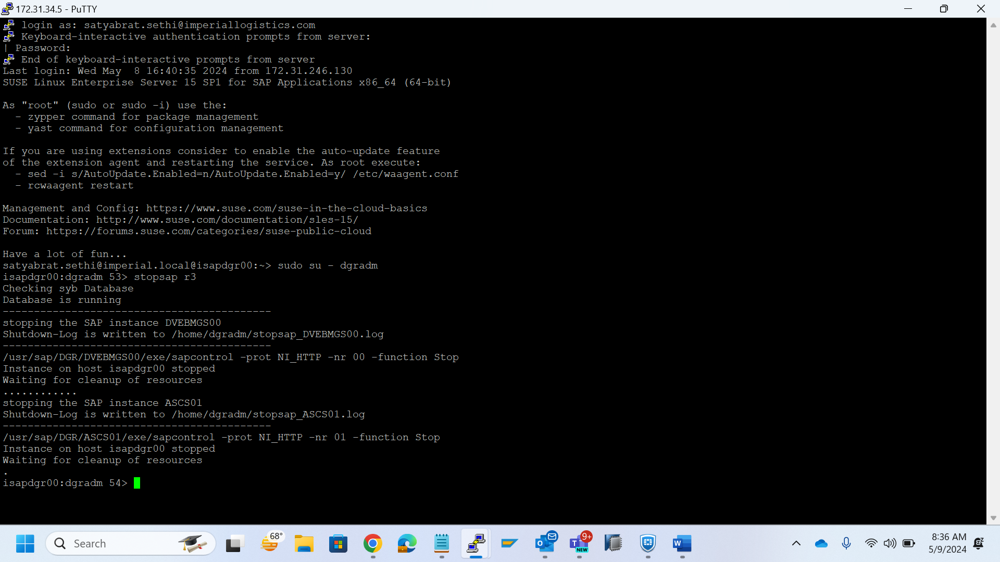 172.31.34.5 - PuTTY
login as: satyabrat.sethi@imperiallogistics.com
Keyboard-interactive authentication prompts from server:
| Password:
End of keyboard-interactive prompts from server
Last login: Wed May  8 16:40:35 2024 from 172.31.246.130
SUSE Linux Enterprise Server 15 SP1 for SAP Applications x86_64 (64-bit)
As "root" (sudo or sudo -i) use the:
- zypper command for package management
- yast command for configuration management
If you are using extensions consider to enable the auto-update feature
of the extension agent and restarting the service. As root execute:
- sed -i s/AutoUpdate.Enabled=n/AutoUpdate.Enabled=y/ /etc/waagent.conf
- rcwaagent restart
Management and Config: https://www.suse.com/suse-in-the-cloud-basics
Documentation: http://www.suse.com/documentation/sles-15/
Forum: https://forums.suse.com/categories/suse-public-cloud
Have a lot of fun...
satyabrat.sethi@imperial.local@isapdgr00:~> sudo su - dgradm
isapdgr00:dgradm 53> stopsap r3
Checking syb Database
Database is running
-------------------------------------------
stopping the SAP instance DVEBMGS00
Shutdown-Log is written to /home/dgradm/stopsap_DVEBMGS00.log
-------------------------------------------
/usr/sap/DGR/DVEBMGS00/exe/sapcontrol -prot NI_HTTP -nr 00 -function Stop
Instance on host isapdgr00 stopped
Waiting for cleanup of resources
............
stopping the SAP instance ASCS01
Shutdown-Log is written to /home/dgradm/stopsap_ASCS01.log
-------------------------------------------
/usr/sap/DGR/ASCS01/exe/sapcontrol -prot NI_HTTP -nr 01 -function Stop
Instance on host isapdgr00 stopped
Waiting for cleanup of resources
.
isapdgr00:dgradm 54>
Search
68°
9+
NEW
8:36 AM
5/9/2024